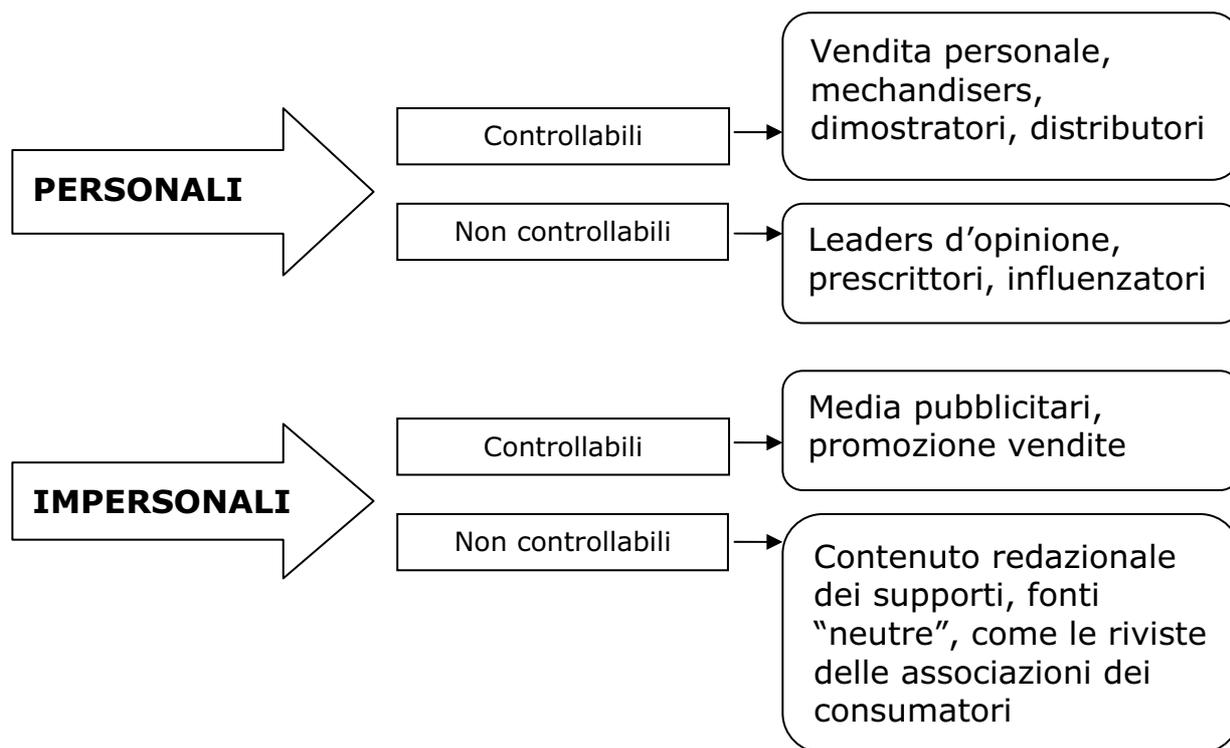 PERSONALI
Controllabili
Vendita personale,
mechandisers,
dimostratori, distributori
Non controllabili
Leaders d’opinione,
prescrittori, influenzatori
IMPERSONALI
Controllabili
Media pubblicitari,
promozione vendite
Non controllabili
Contenuto redazionale
dei supporti, fonti
“neutre”, come le riviste
delle associazioni dei
consumatori